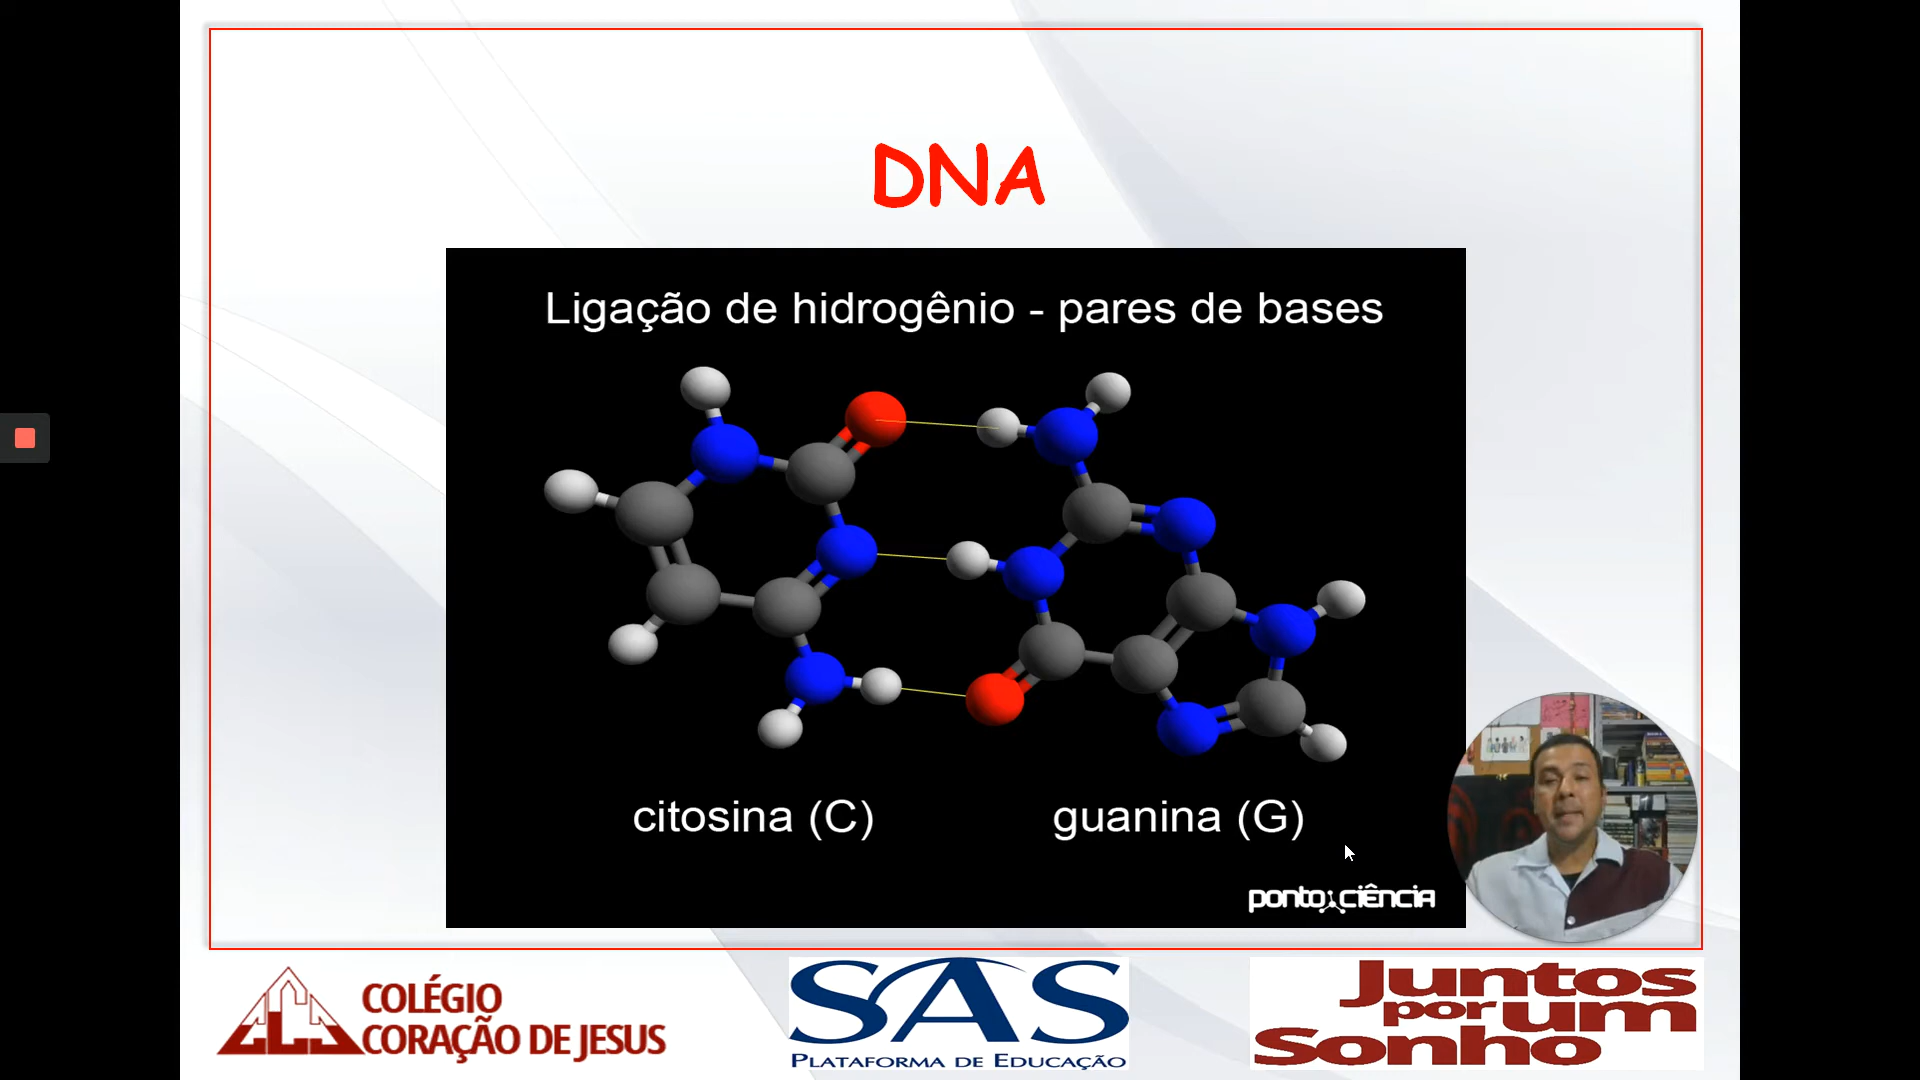 DNA
Ligação de hidrogênio - pares de bases
citosina (C)
guanina (G)
ponto ciência
COLÉGIO
CORAÇÃO DE JESUS
SAS
PLATAFORMA DE EDUCAÇÃO
Juntos
por um
Sonho